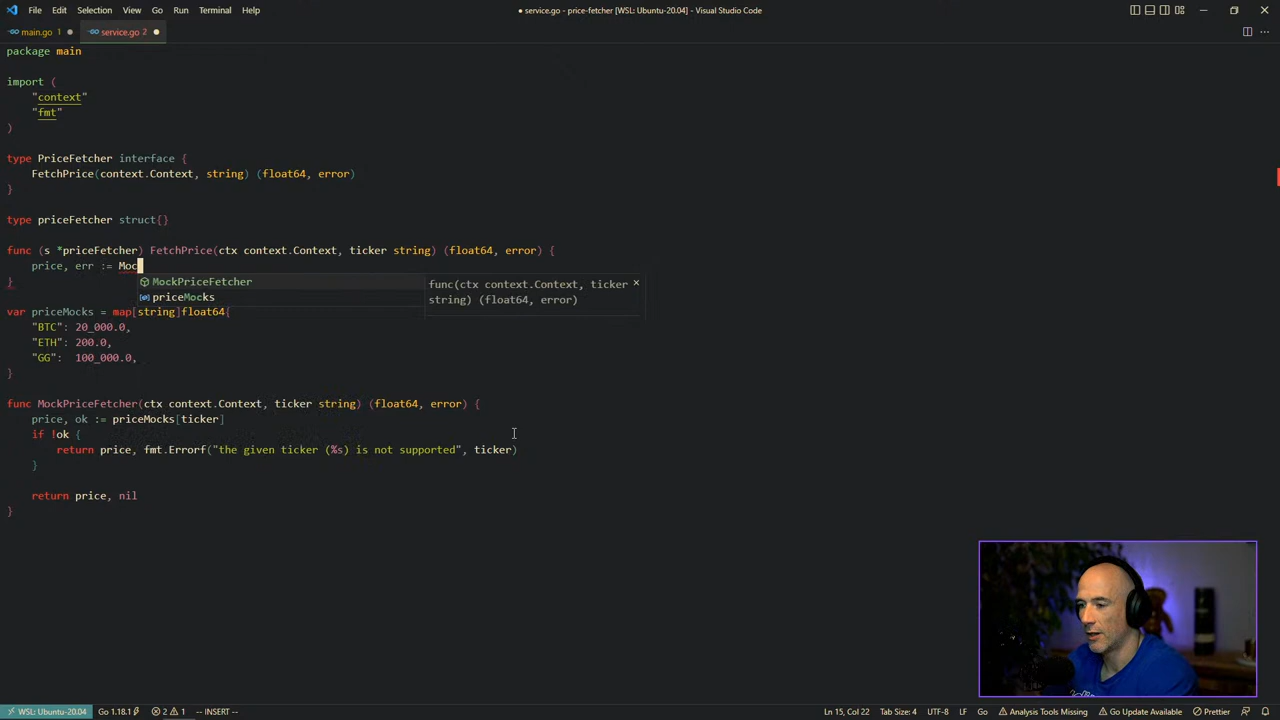 File Edit Selection View Go Run Terminal Help
● service.go - price-fetcher [WSL: Ubuntu-20.04] - Visual Studio Code
main.go 1 ● service.go 2 ●
package main
import (
"context"
"fmt"
)
type PriceFetcher interface {
FetchPrice(context.Context, string) (float64, error)
}
type priceFetcher struct{}
func (s *priceFetcher) FetchPrice(ctx context.Context, ticker string) (float64, error) {
price, err := Moc
}
MockPriceFetcher
priceMocks
func(ctx context.Context, ticker
string) (float64, error)
var priceMocks = map[string]float64{
"BTC": 20_000.0,
"ETH": 200.0,
"GG": 100_000.0,
}
func MockPriceFetcher(ctx context.Context, ticker string) (float64, error) {
price, ok := priceMocks[ticker]
if !ok {
return price, fmt.Errorf("the given ticker (%s) is not supported", ticker)
}
return price, nil
}
WSL: Ubuntu-20.04 Go 1.18.1 2 1 -- INSERT -- Ln 15, Col 22 Tab Size: 4 UTF-8 LF Go Analysis Tools Missing Go Update Available Prettier